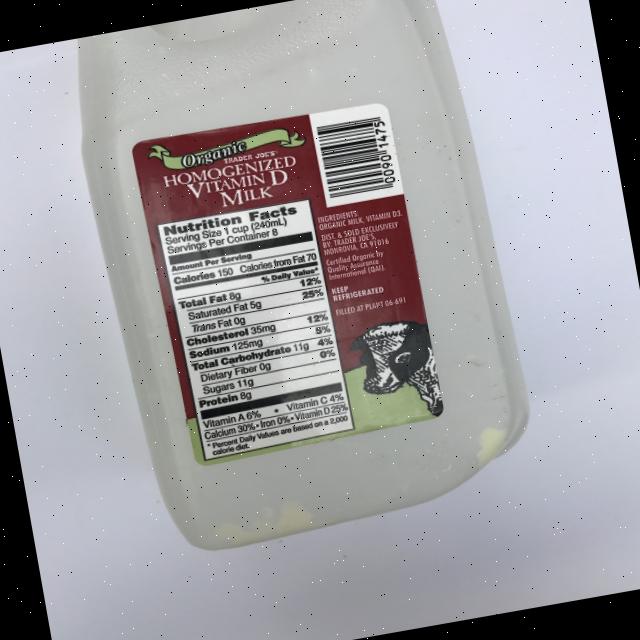 Organic
TRADER JOE'S
HOMOGENIZED
VITAMIN D
MILK
Nutrition Facts
Serving Size 1 cup (240mL)
Servings Per Container 8
Amount Per Serving
Calories 150 Calories from Fat 70
% Daily Value*
Total Fat 8g 12%
Saturated Fat 5g 25%
Trans Fat 0g
Cholesterol 35mg 12%
Sodium 125mg 5%
Total Carbohydrate 11g 4%
Dietary Fiber 0g 0%
Sugars 11g
Protein 8g
Vitamin A 6% • Vitamin C 4%
Calcium 30% • Iron 0% • Vitamin D 25%
* Percent Daily Values are based on a 2,000
calorie diet.
0090 1475
INGREDIENTS:
ORGANIC MILK, VITAMIN D3.
DIST. & SOLD EXCLUSIVELY
BY: TRADER JOE'S,
MONROVIA, CA 91016
Certified Organic by
Quality Assurance
International (QAI).
KEEP
REFRIGERATED
FILLED AT PLANT 06-691